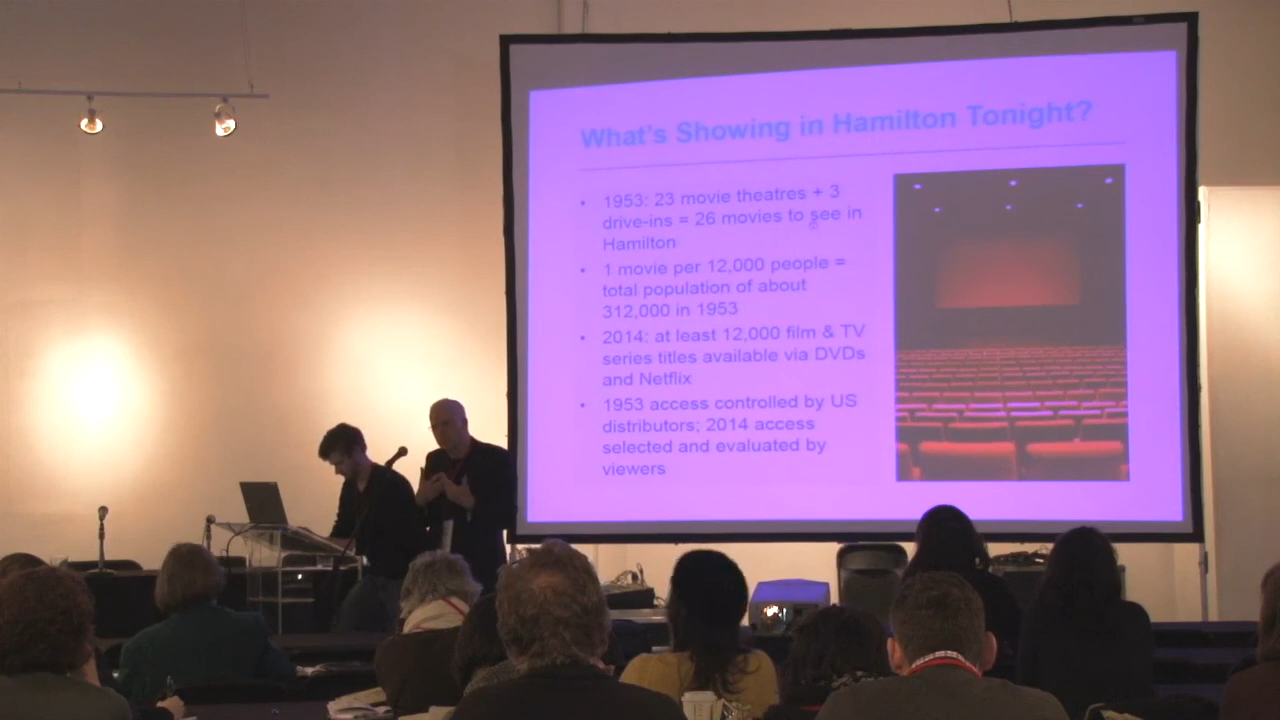 What's Showing in Hamilton Tonight?
• 1953: 23 movie theatres + 3
drive-ins = 26 movies to see in
Hamilton
• 1 movie per 12,000 people =
total population of about
312,000 in 1953
• 2014: at least 12,000 film & TV
series titles available via DVDs
and Netflix
• 1953 access controlled by US
distributors; 2014 access
selected and evaluated by
viewers